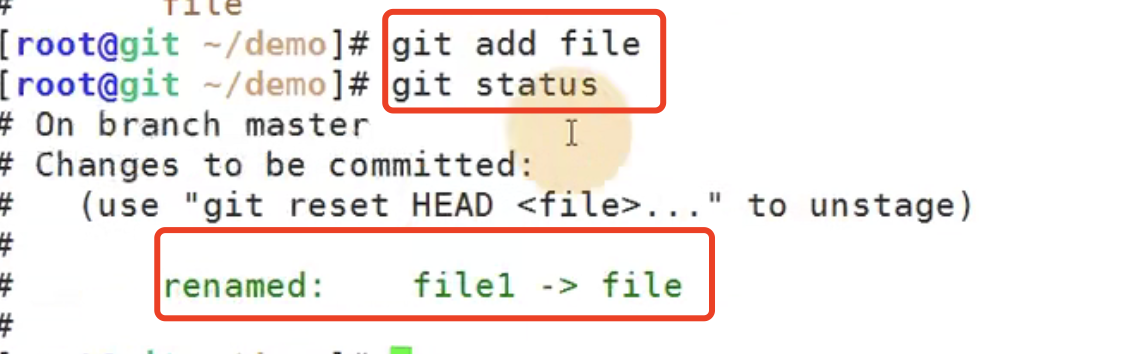 #       file
[root@git ~/demo]# git add file
[root@git ~/demo]# git status
# On branch master
# Changes to be committed:
#   (use "git reset HEAD <file>..." to unstage)
#
#       renamed:    file1 -> file
#